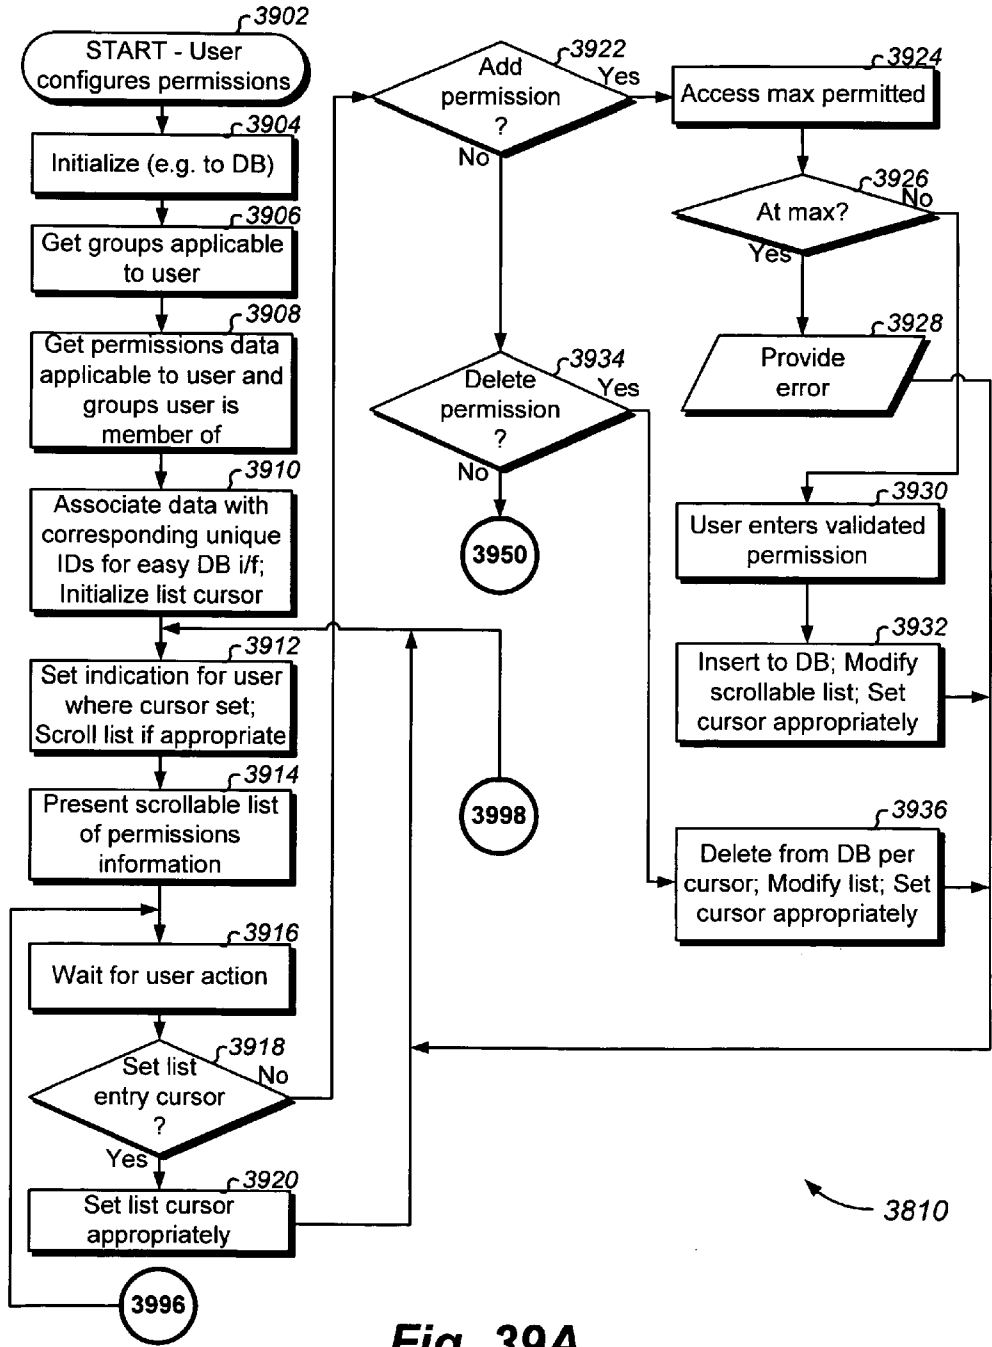 3902
START - User
configures permissions
3904
Initialize (e.g. to DB)
3906
Get groups applicable
to user
3908
Get permissions data
applicable to user and
groups user is
member of
3910
Associate data with
corresponding unique
IDs for easy DB i/f;
Initialize list cursor
3912
Set indication for user
where cursor set;
Scroll list if appropriate
3914
Present scrollable list
of permissions
information
3916
Wait for user action
3918
Set list
entry cursor
?
No
Yes
3920
Set list cursor
appropriately
3996
3922
Add
permission
?
Yes
No
3934
Delete
permission
?
Yes
No
3950
3998
3924
Access max permitted
3926
At max?
No
Yes
3928
Provide
error
3930
User enters validated
permission
3932
Insert to DB; Modify
scrollable list; Set
cursor appropriately
3936
Delete from DB per
cursor; Modify list; Set
cursor appropriately
3810
Fig. 39A